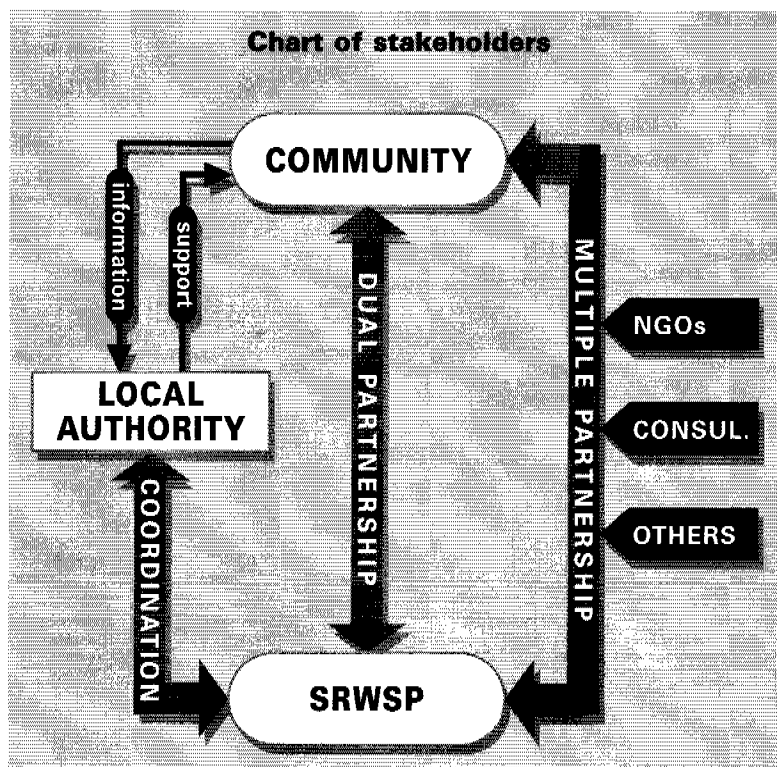 Chart of stakeholders
COMMUNITY
information
support
DUAL PARTNERSHIP
MULTIPLE PARTNERSHIP
NGOs
LOCAL
AUTHORITY
CONSUL.
COORDINATION
OTHERS
SRWSP